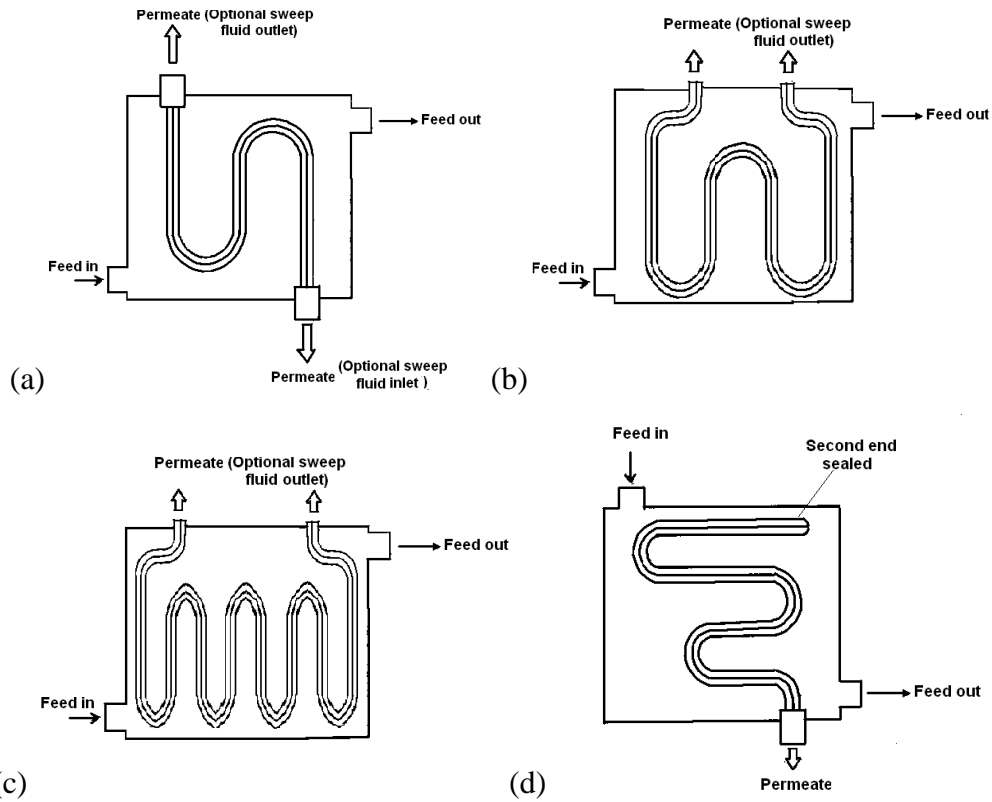 Permeate (Optional sweep
fluid outlet)
Feed out
Feed in
Permeate (Optional sweep
fluid inlet )
(a)
Permeate (Optional sweep
fluid outlet)
Feed out
Feed in
(b)
Permeate (Optional sweep
fluid outlet)
Feed out
Feed in
(c)
Feed in
Second end
sealed
Feed out
Permeate
(d)